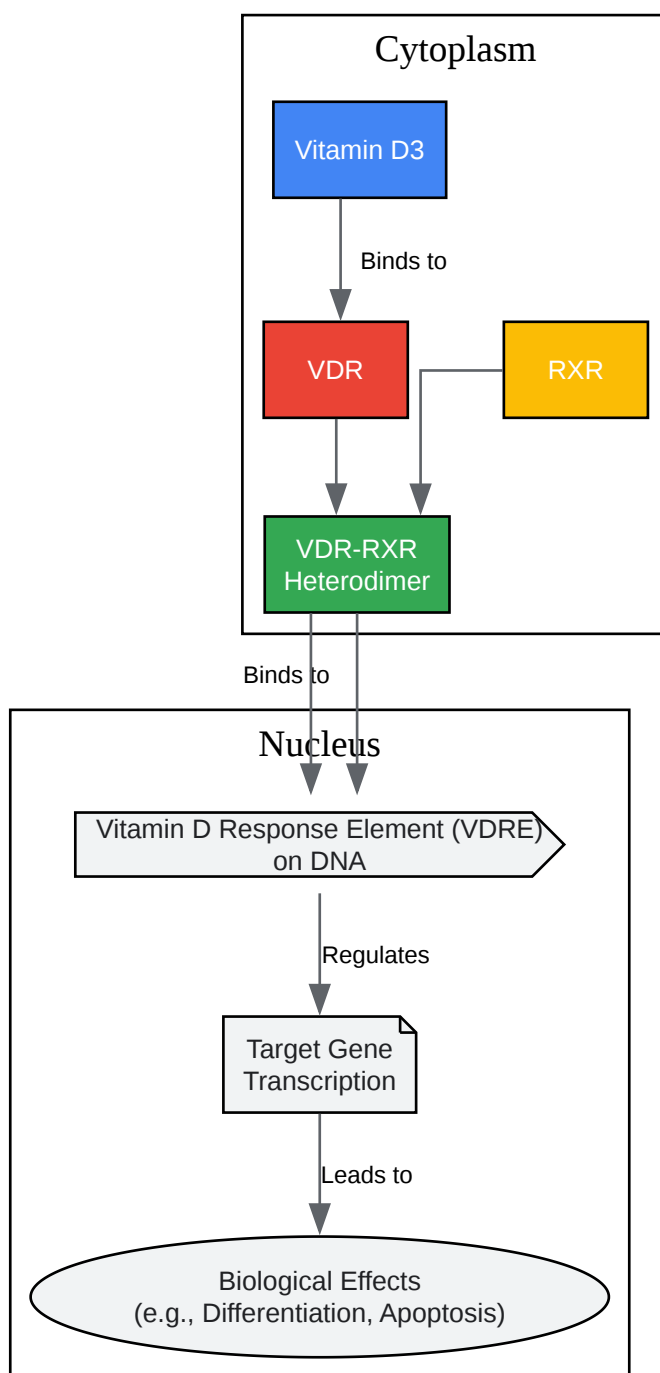 Cytoplasm
Vitamin D3
Binds to
VDR
RXR
VDR-RXR
Heterodimer
Binds to
Nucleus
Vitamin D Response Element (VDRE)
on DNA
Regulates
Target Gene
Transcription
Leads to
Biological Effects
(e.g., Differentiation, Apoptosis)